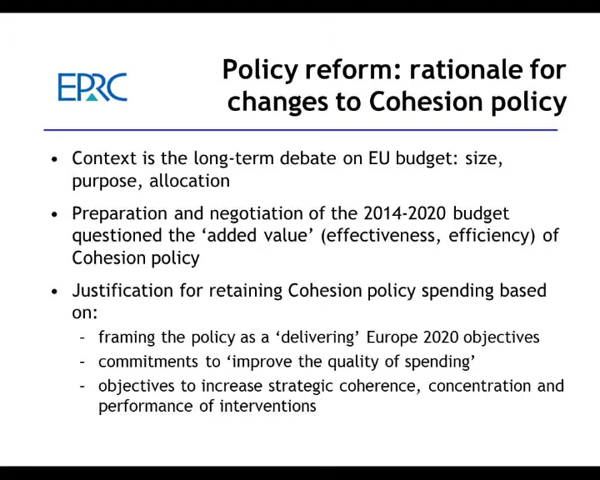 EPRC
Policy reform: rationale for
changes to Cohesion policy
• Context is the long-term debate on EU budget: size,
purpose, allocation
• Preparation and negotiation of the 2014-2020 budget
questioned the ‘added value’ (effectiveness, efficiency) of
Cohesion policy
• Justification for retaining Cohesion policy spending based
on:
- framing the policy as a ‘delivering’ Europe 2020 objectives
- commitments to ‘improve the quality of spending’
- objectives to increase strategic coherence, concentration and
performance of interventions